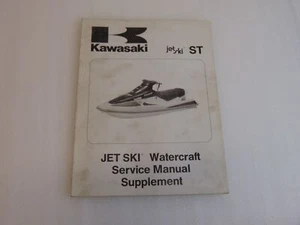 Kawasaki
jet ski ST
JET SKI Watercraft
Service Manual
Supplement